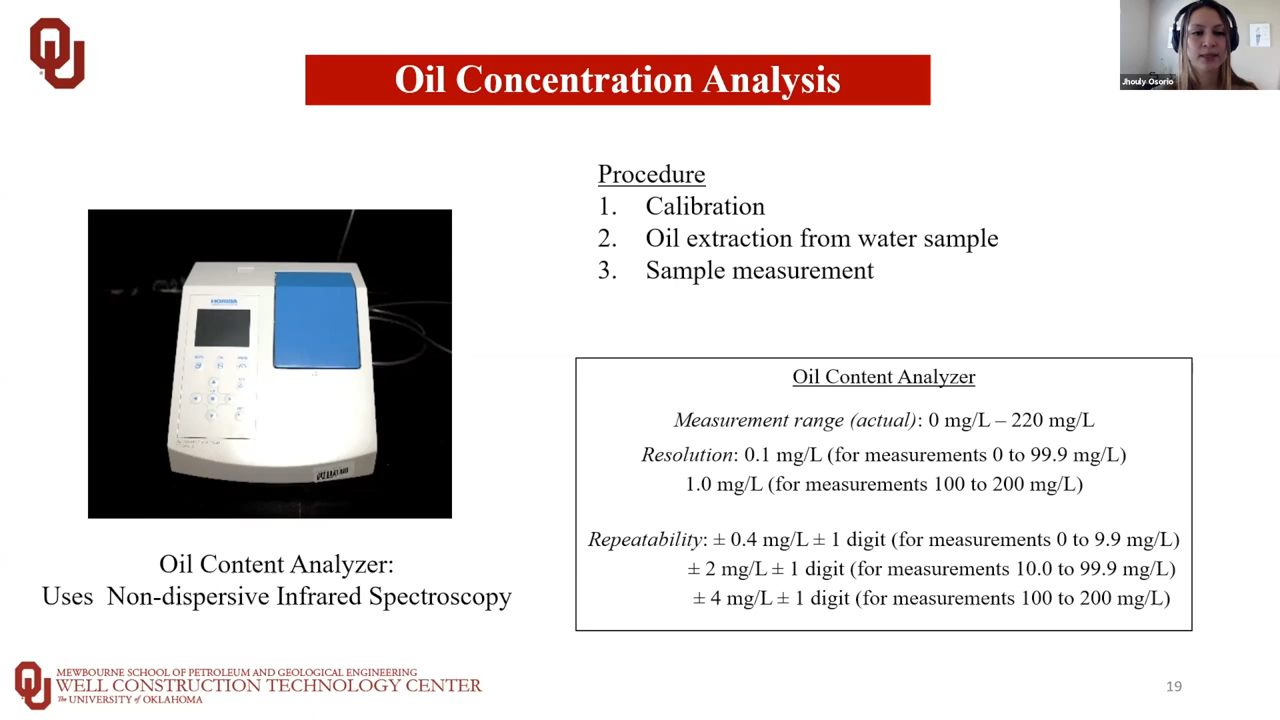 OU
Oil Concentration Analysis
Jhouly Osorio
Procedure
1. Calibration
2. Oil extraction from water sample
3. Sample measurement
HORIBA
Oil Content Analyzer:
Uses Non-dispersive Infrared Spectroscopy
Oil Content Analyzer
Measurement range (actual): 0 mg/L – 220 mg/L
Resolution: 0.1 mg/L (for measurements 0 to 99.9 mg/L)
1.0 mg/L (for measurements 100 to 200 mg/L)
Repeatability: ± 0.4 mg/L ± 1 digit (for measurements 0 to 9.9 mg/L)
± 2 mg/L ± 1 digit (for measurements 10.0 to 99.9 mg/L)
± 4 mg/L ± 1 digit (for measurements 100 to 200 mg/L)
OU
MEWBOURNE SCHOOL OF PETROLEUM AND GEOLOGICAL ENGINEERING
WELL CONSTRUCTION TECHNOLOGY CENTER
The UNIVERSITY of OKLAHOMA
19